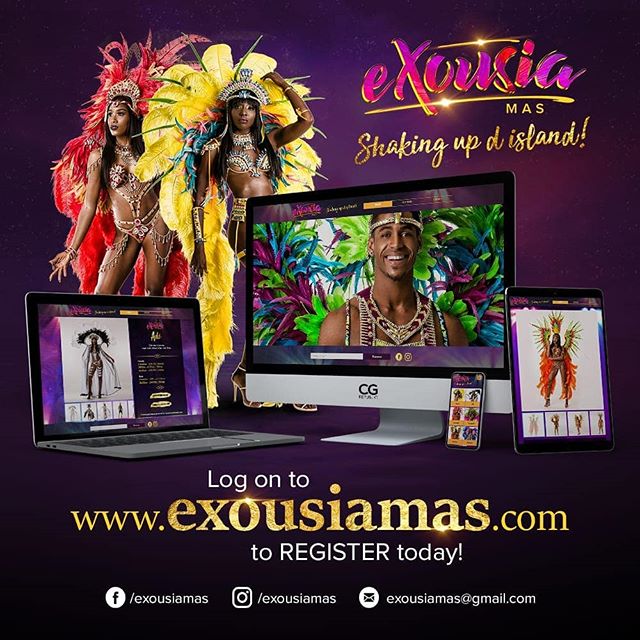 eXousia
MAS
Shaking up d island!
CG
Log on to
www.exousiamas.com
to REGISTER today!
/exousiamas
/exousiamas
exousiamas@gmail.com